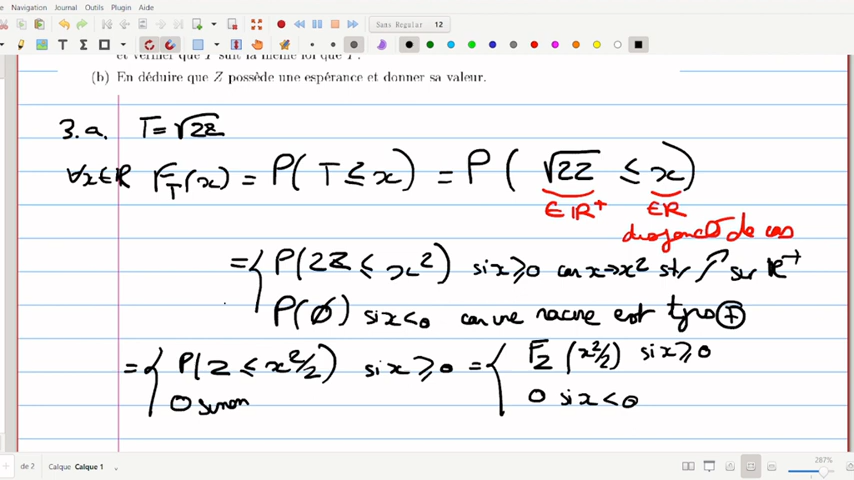 Navigation Journal Outils Plugin Aide
Sans Regular 12
et vérifier que T suit la même loi que Y.
(b) En déduire que Z possède une espérance et donner sa valeur.
3.a. T = √2Z
∀x∈ℝ F_T(x) = P(T ≤ x) = P(√2Z ≤ x)
∈ℝ⁺ ∈ℝ
disjonction de cas
= { P(2Z ≤ x²) si x ≥ 0 car x→x² str ↗ sur ℝ⁺
P(∅) si x<0 car une racine est tjrs ⊕
= { P(Z ≤ x²/2) si x ≥ 0 = { F_Z(x²/2) si x ≥ 0
0 sinon 0 si x < 0
de 2 Calque Calque 1 287%